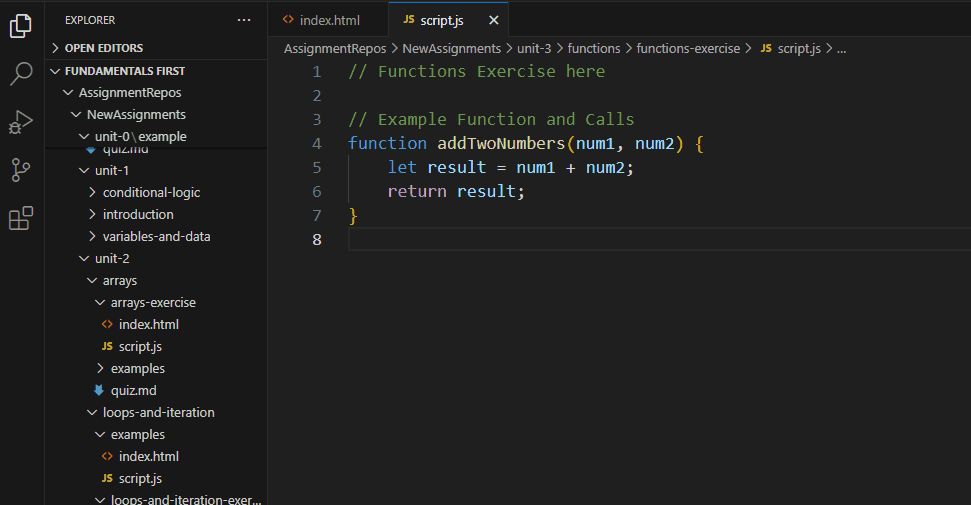 EXPLORER
OPEN EDITORS
FUNDAMENTALS FIRST
AssignmentRepos
NewAssignments
unit-0\example
quiz.md
unit-1
conditional-logic
introduction
variables-and-data
unit-2
arrays
arrays-exercise
<> index.html
JS script.js
examples
quiz.md
loops-and-iteration
examples
<> index.html
JS script.js
loops-and-iteration-exer...
<> index.html
JS script.js
AssignmentRepos > NewAssignments > unit-3 > functions > functions-exercise > JS script.js > ...
1 // Functions Exercise here
2
3 // Example Function and Calls
4 function addTwoNumbers(num1, num2) {
5 let result = num1 + num2;
6 return result;
7 }
8